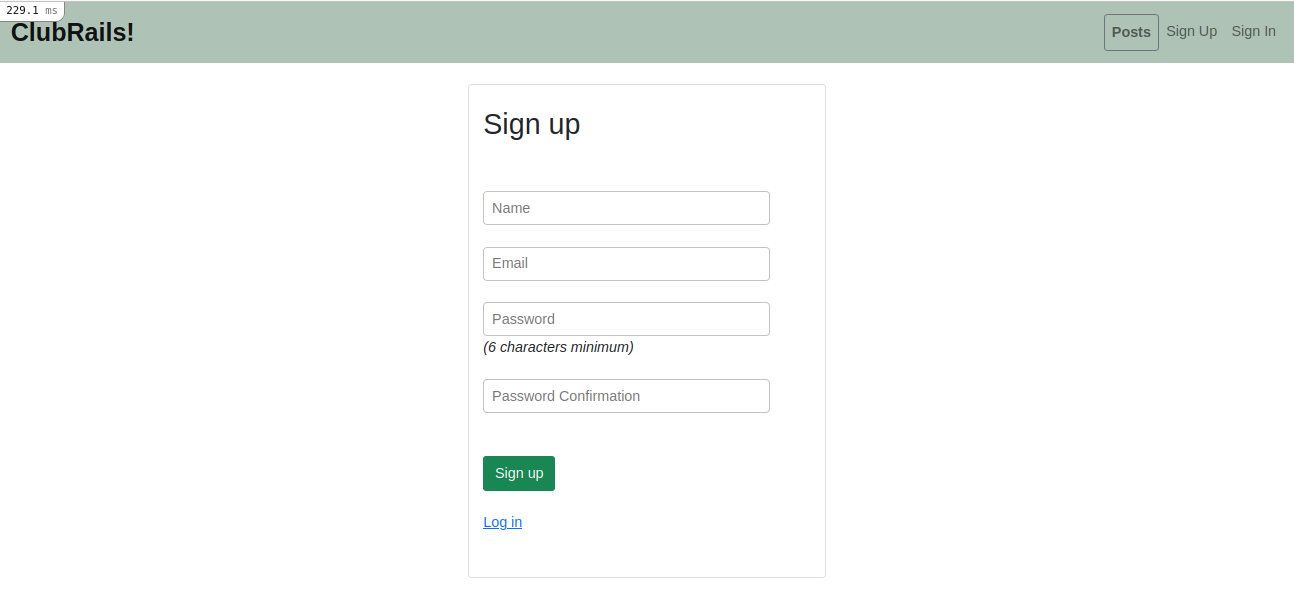 229.1 ms
ClubRails!
Posts Sign Up Sign In
Sign up
Name
Email
Password
(6 characters minimum)
Password Confirmation
Sign up
Log in